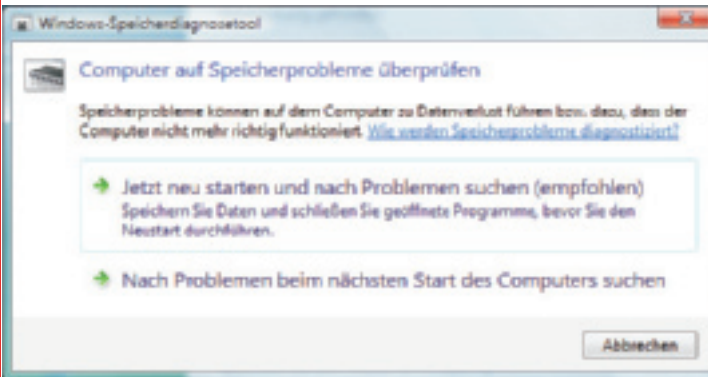 Windows-Speicherdiagnosetool
Computer auf Speicherprobleme überprüfen
Speicherprobleme können auf dem Computer zu Datenverlust führen bzw. dazu, dass der
Computer nicht mehr richtig funktioniert. Wie werden Speicherprobleme diagnostiziert?
Jetzt neu starten und nach Problemen suchen (empfohlen)
Speichern Sie Daten und schließen Sie geöffnete Programme, bevor Sie den
Neustart durchführen.
Nach Problemen beim nächsten Start des Computers suchen
Abbrechen